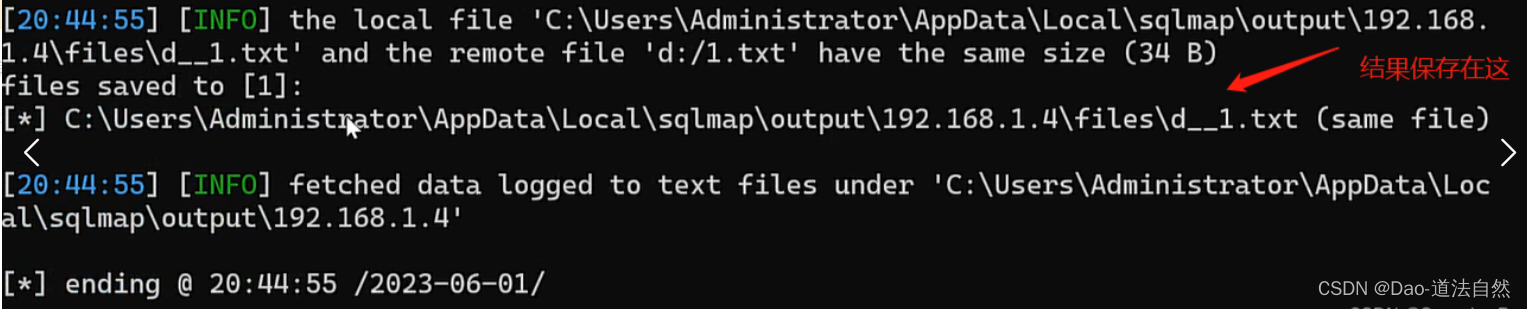 [20:44:55] [INFO] the local file 'C:\Users\Administrator\AppData\Local\sqlmap\output\192.168.
1.4\files\d__1.txt' and the remote file 'd:/1.txt' have the same size (34 B)
结果保存在这
files saved to [1]:
[*] C:\Users\Administrator\AppData\Local\sqlmap\output\192.168.1.4\files\d__1.txt (same file)
[20:44:55] [INFO] fetched data logged to text files under 'C:\Users\Administrator\AppData\Loc
al\sqlmap\output\192.168.1.4'
[*] ending @ 20:44:55 /2023-06-01/
CSDN @Dao-道法自然